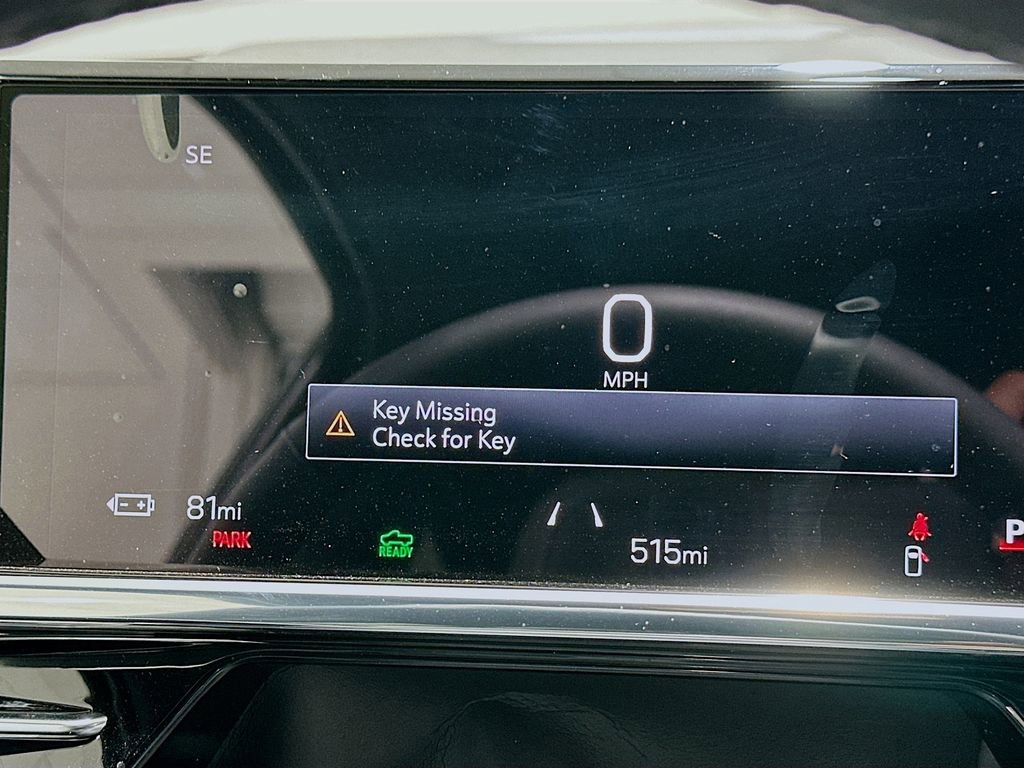 SE
0
MPH
Key Missing
Check for Key
81mi
PARK
READY
515mi
P